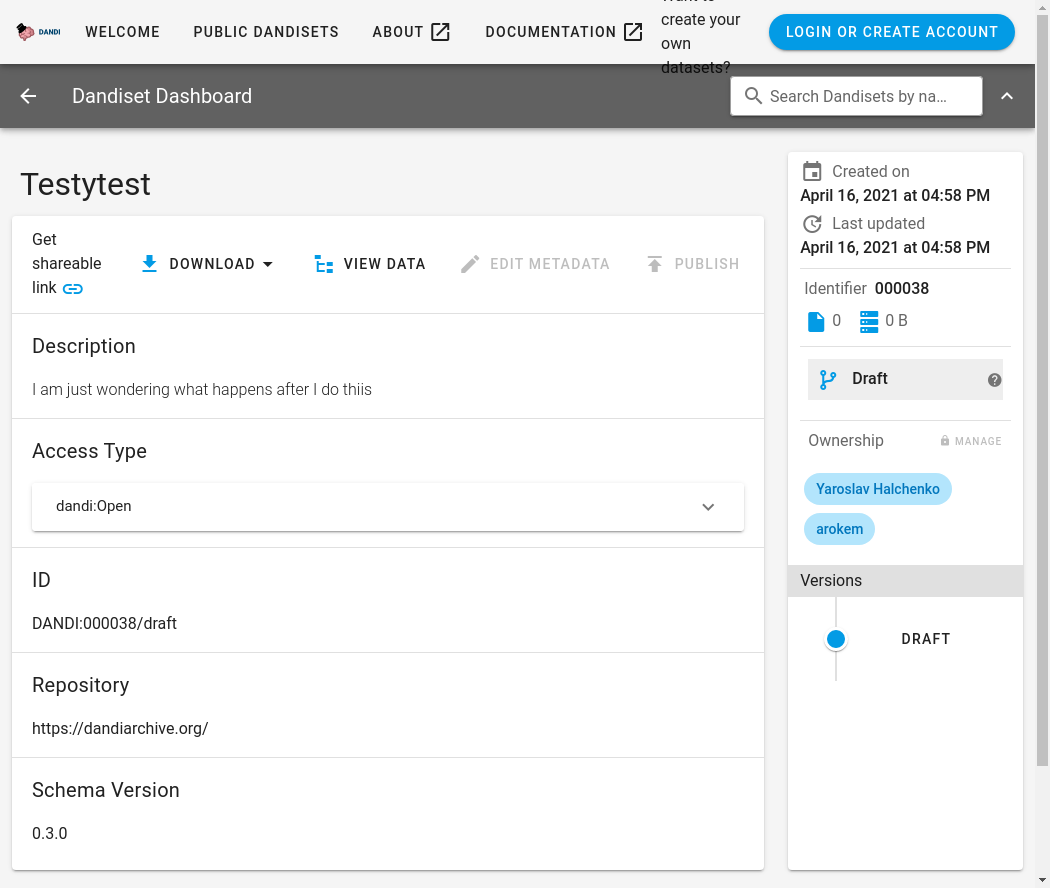 DANDI
WELCOME
PUBLIC DANDISETS
ABOUT
DOCUMENTATION
Want to
create your
own
datasets?
LOGIN OR CREATE ACCOUNT
Dandiset Dashboard
Search Dandisets by na...
Testytest
Get
shareable
link
DOWNLOAD
VIEW DATA
EDIT METADATA
PUBLISH
Description
I am just wondering what happens after I do thiis
Access Type
dandi:Open
ID
DANDI:000038/draft
Repository
https://dandiarchive.org/
Schema Version
0.3.0
Created on
April 16, 2021 at 04:58 PM
Last updated
April 16, 2021 at 04:58 PM
Identifier 000038
0 0 B
Draft
Ownership
MANAGE
Yaroslav Halchenko
arokem
Versions
DRAFT